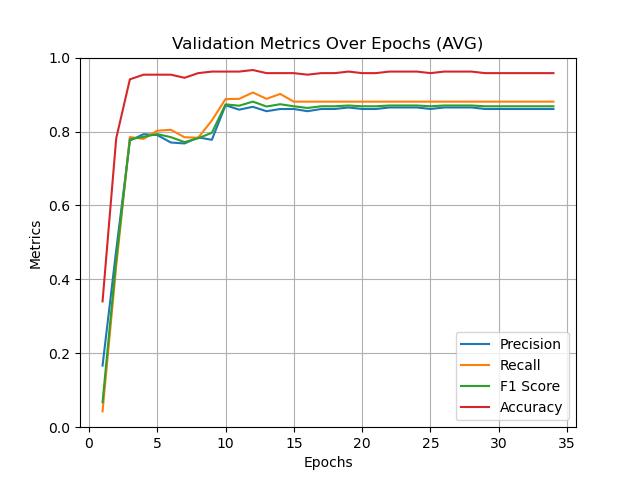 Validation Metrics Over Epochs (AVG)
1.0
0.8
0.6
0.4
0.2
0.0
Metrics
0 5 10 15 20 25 30 35
Epochs
Precision
Recall
F1 Score
Accuracy